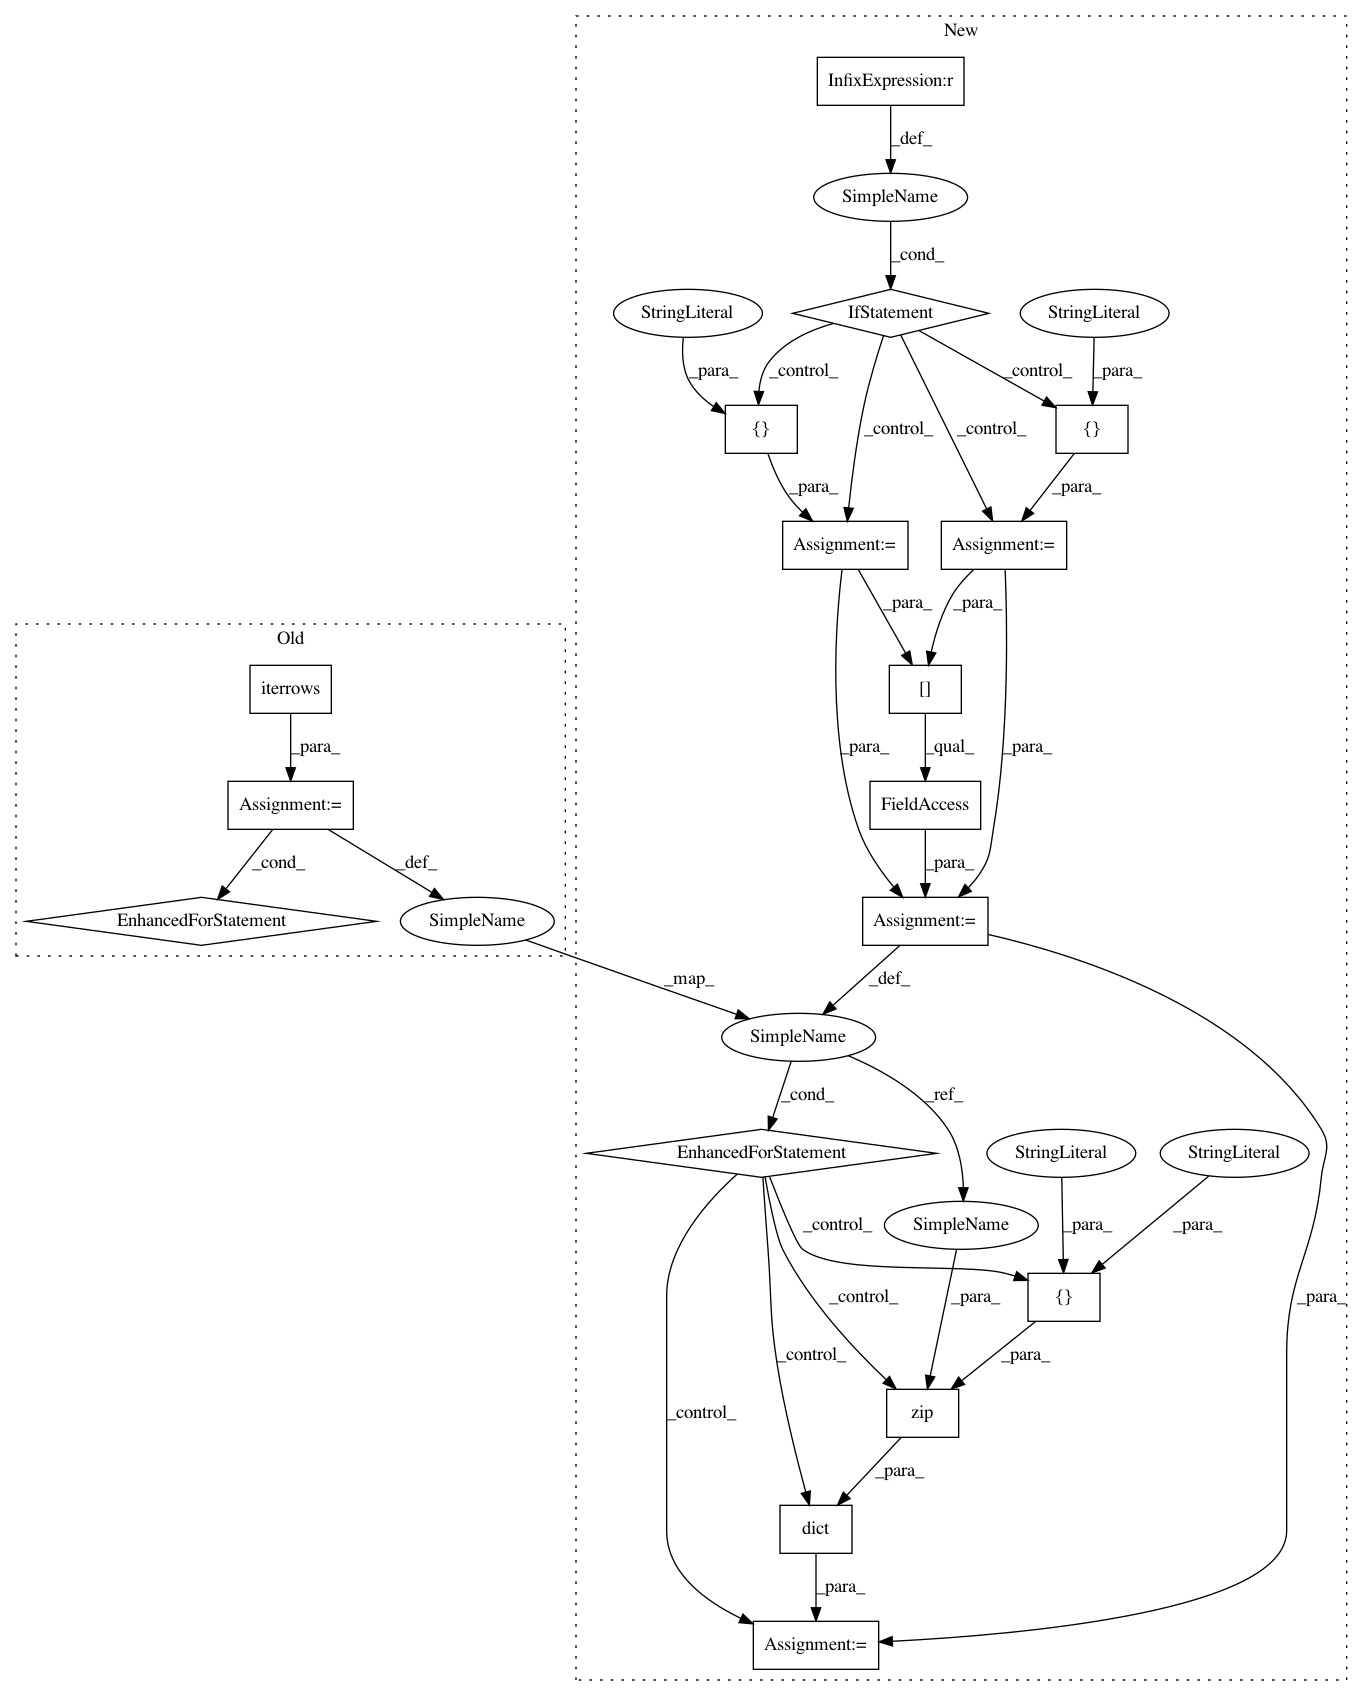 New
InfixExpression:r
_def_
SimpleName
_cond_
StringLiteral
IfStatement
StringLiteral
_para_
_control_
_control_
_para_
{}
_control_
_control_
{}
_para_
_para_
Assignment:=
Assignment:=
_para_
_para_
Old
iterrows
[]
_para_
_para_
_qual_
_para_
Assignment:=
FieldAccess
_cond_
_def_
_para_
EnhancedForStatement
SimpleName
Assignment:=
_map_
_def_
SimpleName
_cond_
_ref_
EnhancedForStatement
StringLiteral
StringLiteral
SimpleName
_control_
_para_
_para_
_control_
_para_
{}
_para_
_control_
_para_
_control_
zip
_para_
dict
_para_
Assignment:=